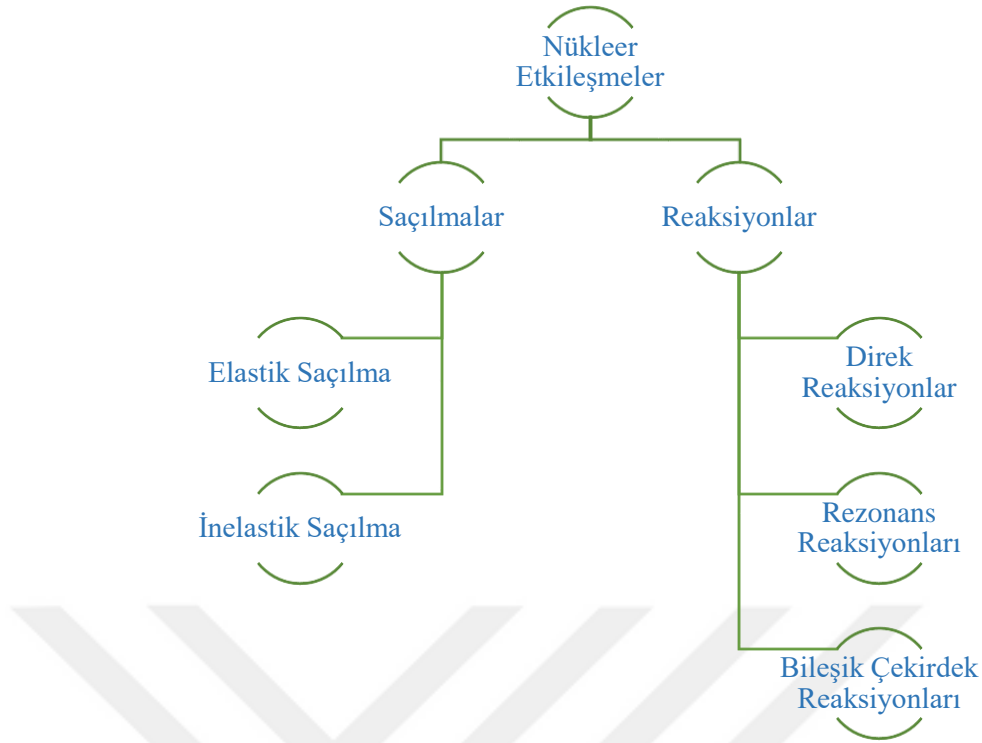 Nükleer
Etkileşmeler
Saçılmalar
Reaksiyonlar
Elastik Saçılma
Direk
Reaksiyonlar
İnelastik Saçılma
Rezonans
Reaksiyonları
Bileşik Çekirdek
Reaksiyonları